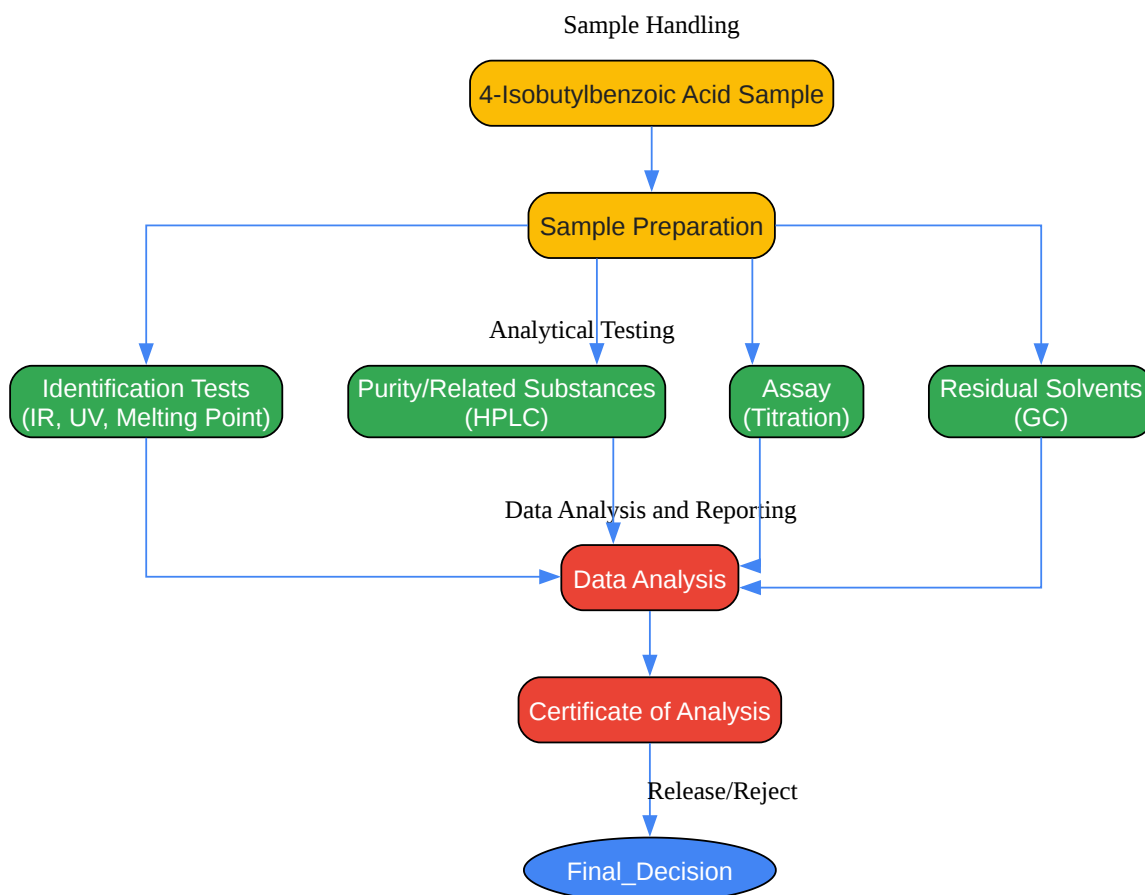 Sample Handling
4-Isobutylbenzoic Acid Sample
Sample Preparation
Analytical Testing
Identification Tests
(IR, UV, Melting Point)
Purity/Related Substances
(HPLC)
Assay
(Titration)
Residual Solvents
(GC)
Data Analysis and Reporting
Data Analysis
Certificate of Analysis
Release/Reject
Final_Decision